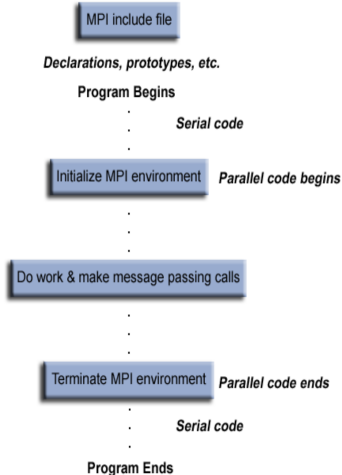 MPI include file
Declarations, prototypes, etc.
Program Begins
Serial code
Initialize MPI environment
Parallel code begins
Do work & make message passing calls
Terminate MPI environment
Parallel code ends
Serial code
Program Ends